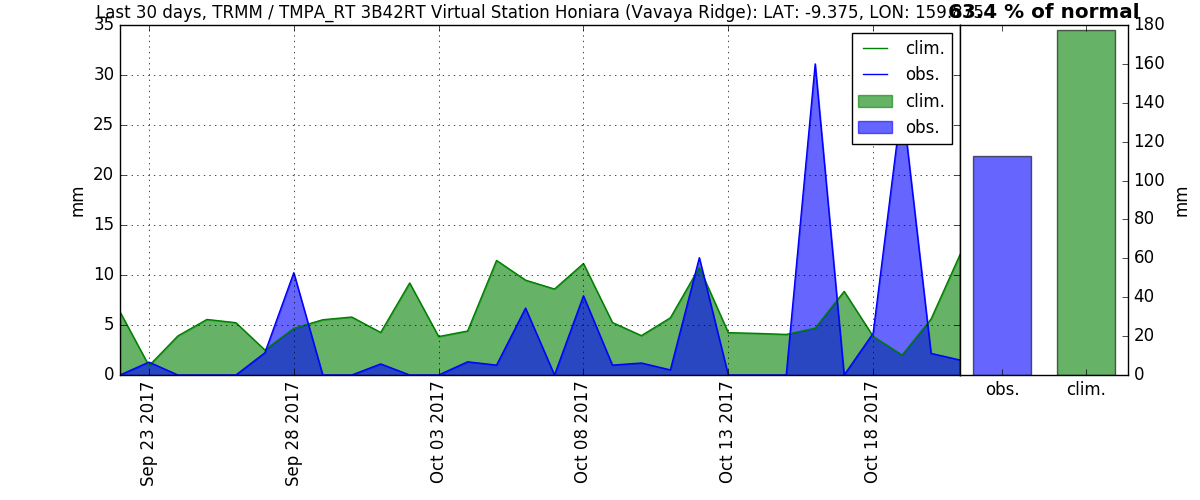 Last 30 days, TRMM / TMPA_RT 3B42RT Virtual Station Honiara (Vavaya Ridge): LAT: -9.375, LON:
63.4 % of normal
35
30
25
20
15
10
5
0
mm
clim.
obs.
clim.
obs.
Sep 23 2017
Sep 28 2017
Oct 03 2017
Oct 08 2017
Oct 13 2017
Oct 18 2017
180
160
140
120
100
80
60
40
20
0
mm
obs.
clim.